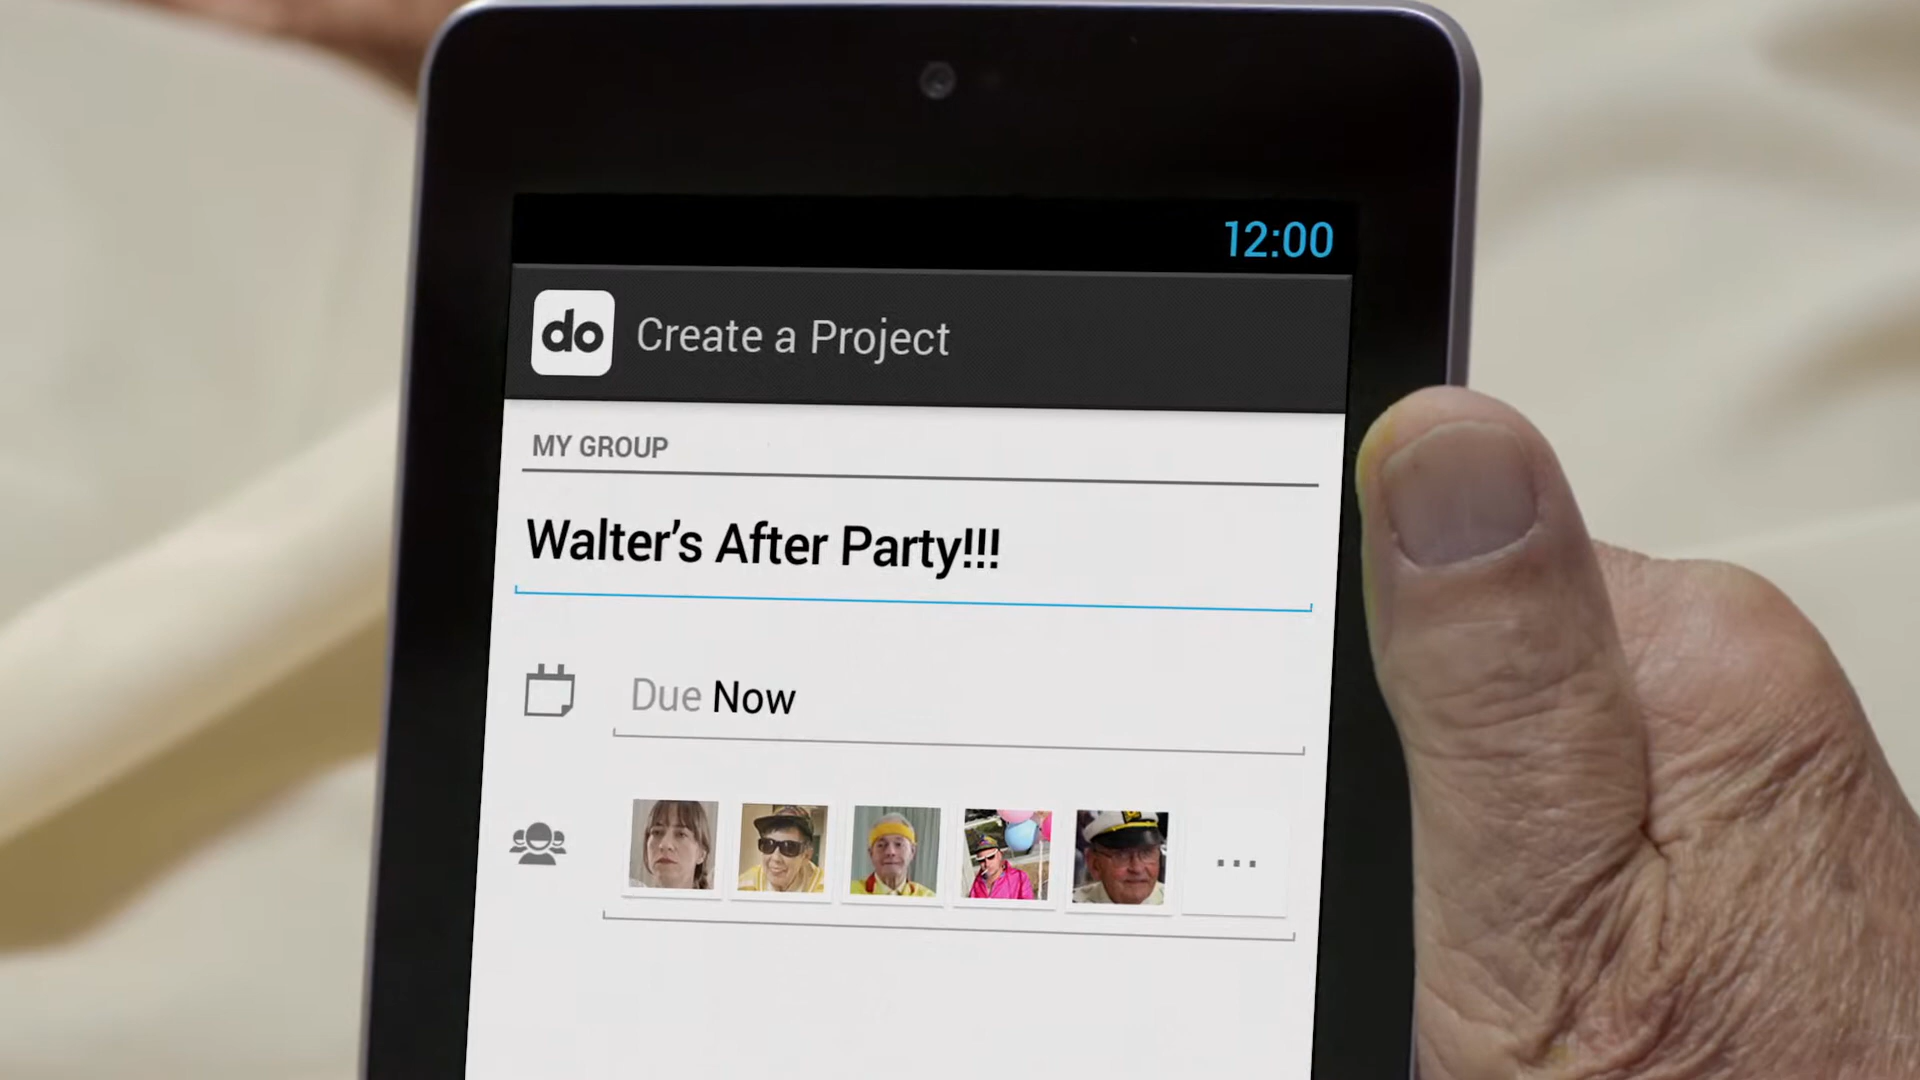 12:00
do Create a Project
MY GROUP
Walter's After Party!!!
Due Now
...